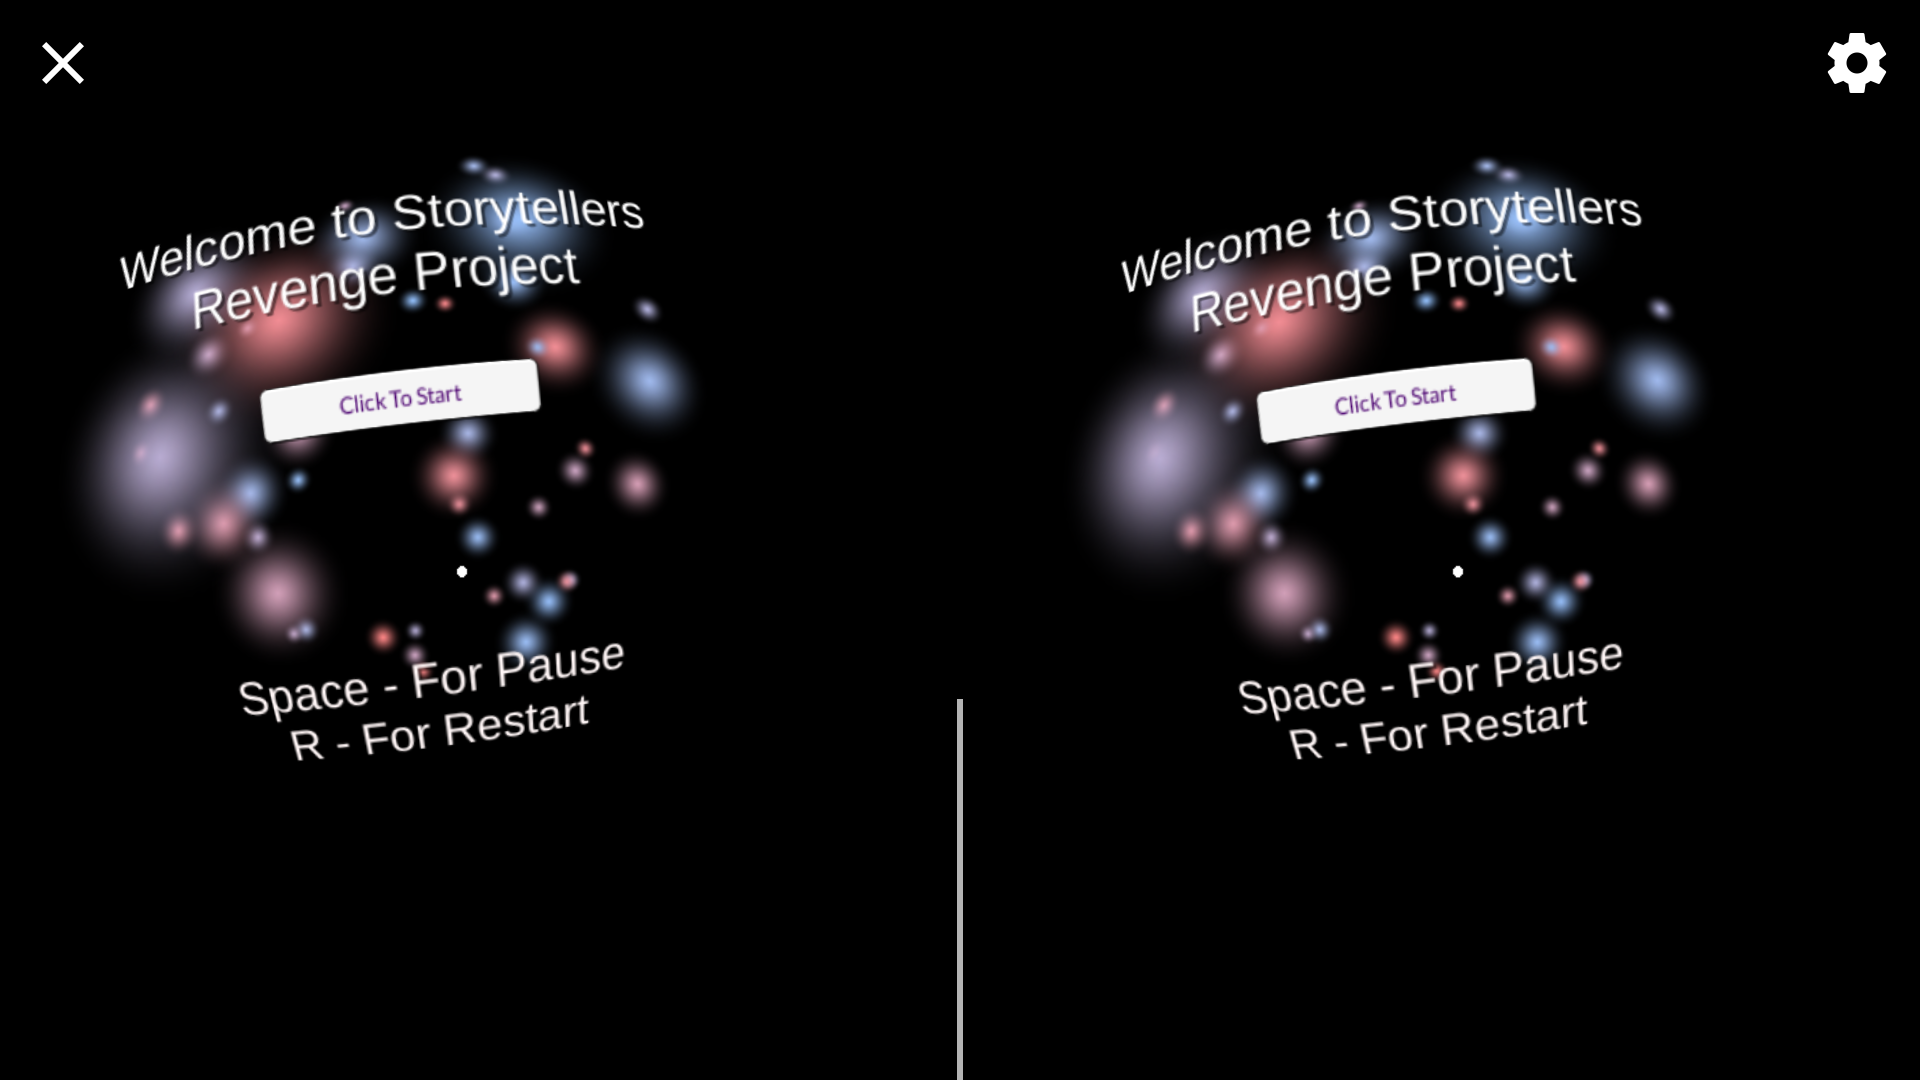 Welcome to Storytellers
Revenge Project
Click To Start
Space - For Pause
R - For Restart
Welcome to Storytellers
Revenge Project
Click To Start
Space - For Pause
R - For Restart